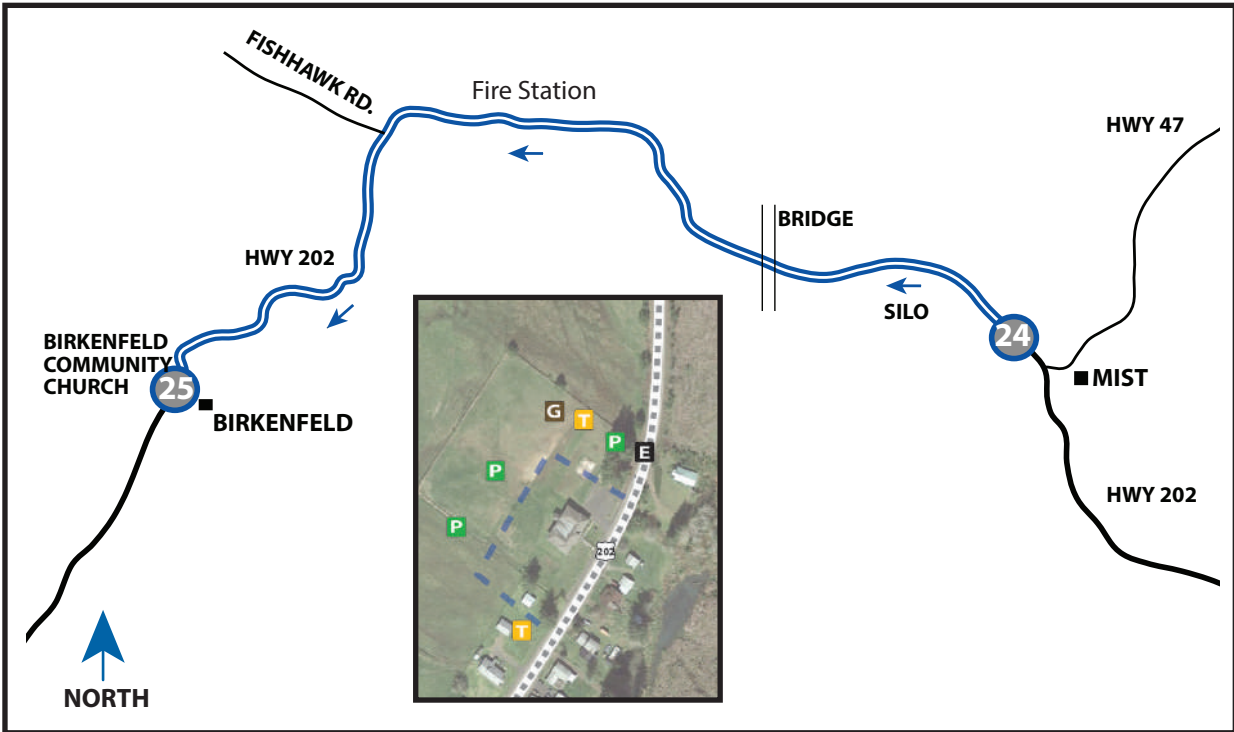 FISHHAWK RD.
Fire Station
HWY 47
BRIDGE
HWY 202
SILO
24
BIRKENFELD
COMMUNITY
CHURCH
25
MIST
BIRKENFELD
G
T
P
E
P
P
202
T
HWY 202
NORTH